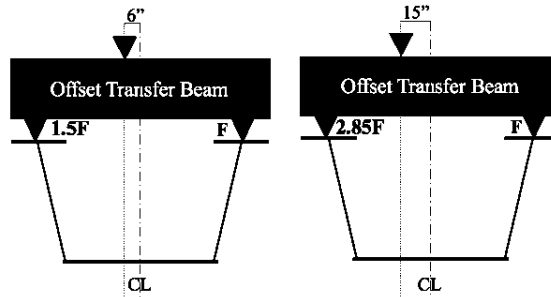 6”
Offset Transfer Beam
1.5F
F
CL
15”
Offset Transfer Beam
2.85F
F
CL